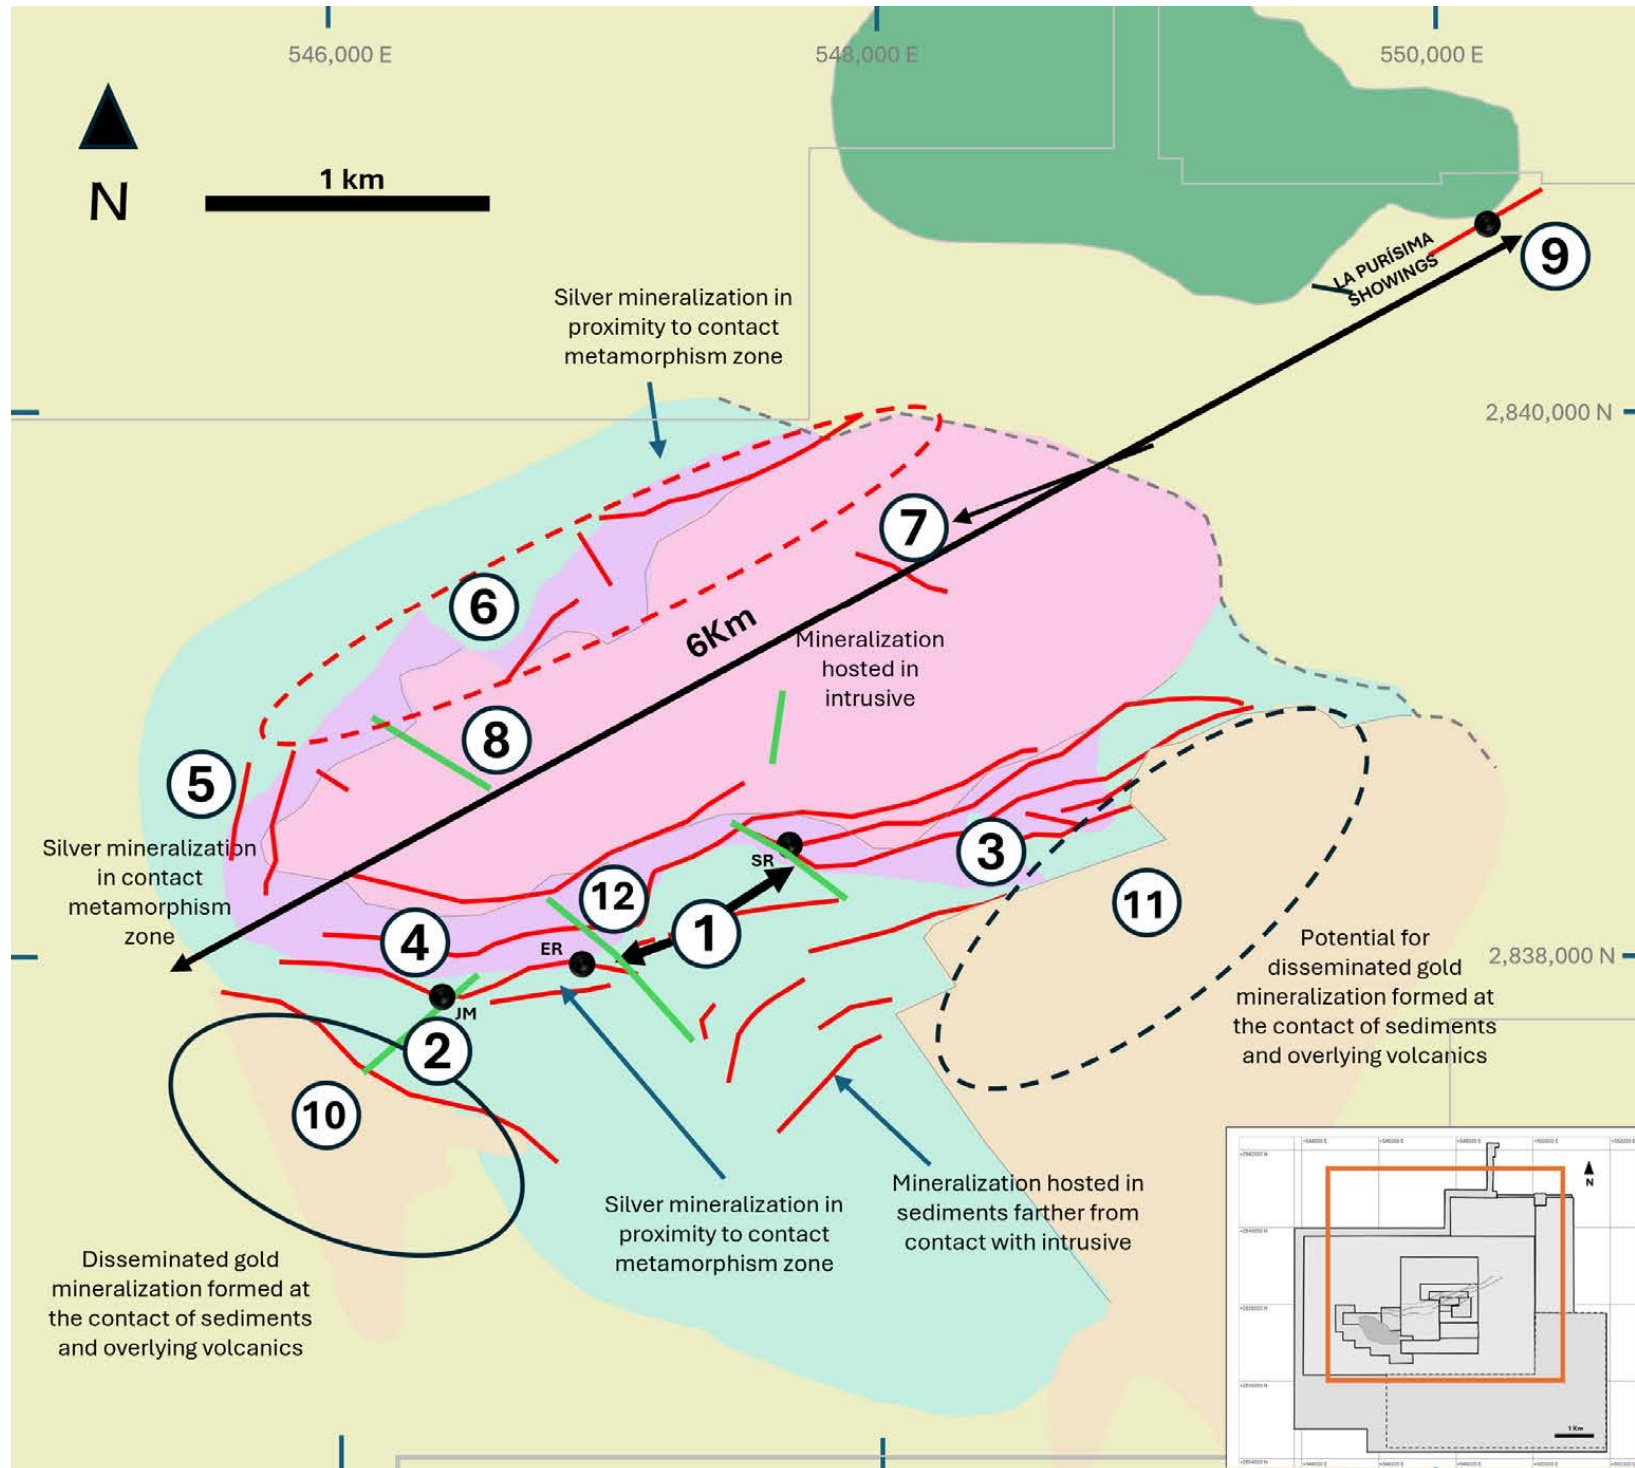 546,000 E
548,000 E
550,000 E
N
1 km
LA PURÍSIMA
SHOWINGS
9
Silver mineralization in
proximity to contact
metamorphism zone
2,840,000 N
7
6
6Km
Mineralization
hosted in
intrusive
8
5
Silver mineralization
in contact
metamorphism
zone
SR
3
12
11
4
ER
1
Potential for
disseminated gold
mineralization formed at
the contact of sediments
and overlying volcanics
2,838,000 N
JM
2
10
Mineralization hosted in
sediments farther from
contact with intrusive
Silver mineralization in
proximity to contact
metamorphism zone
Disseminated gold
mineralization formed at
the contact of sediments
and overlying volcanics
N
1 Km